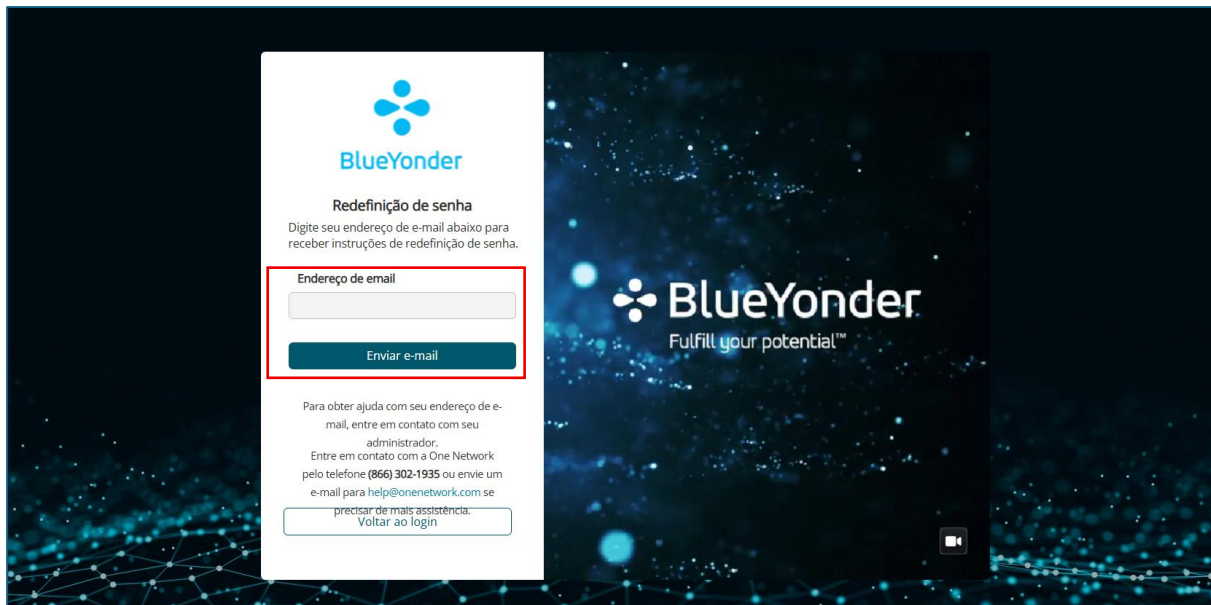 BlueYonder
Redefinição de senha
Digite seu endereço de e-mail abaixo para
receber instruções de redefinição de senha.
Endereço de email
Enviar e-mail
Para obter ajuda com seu endereço de e-
mail, entre em contato com seu
administrador.
Entre em contato com a One Network
pelo telefone (866) 302-1935 ou envie um
e-mail para help@onenetwork.com se
precisar de mais assistência.
Voltar ao login
BlueYonder
Fulfill your potential™